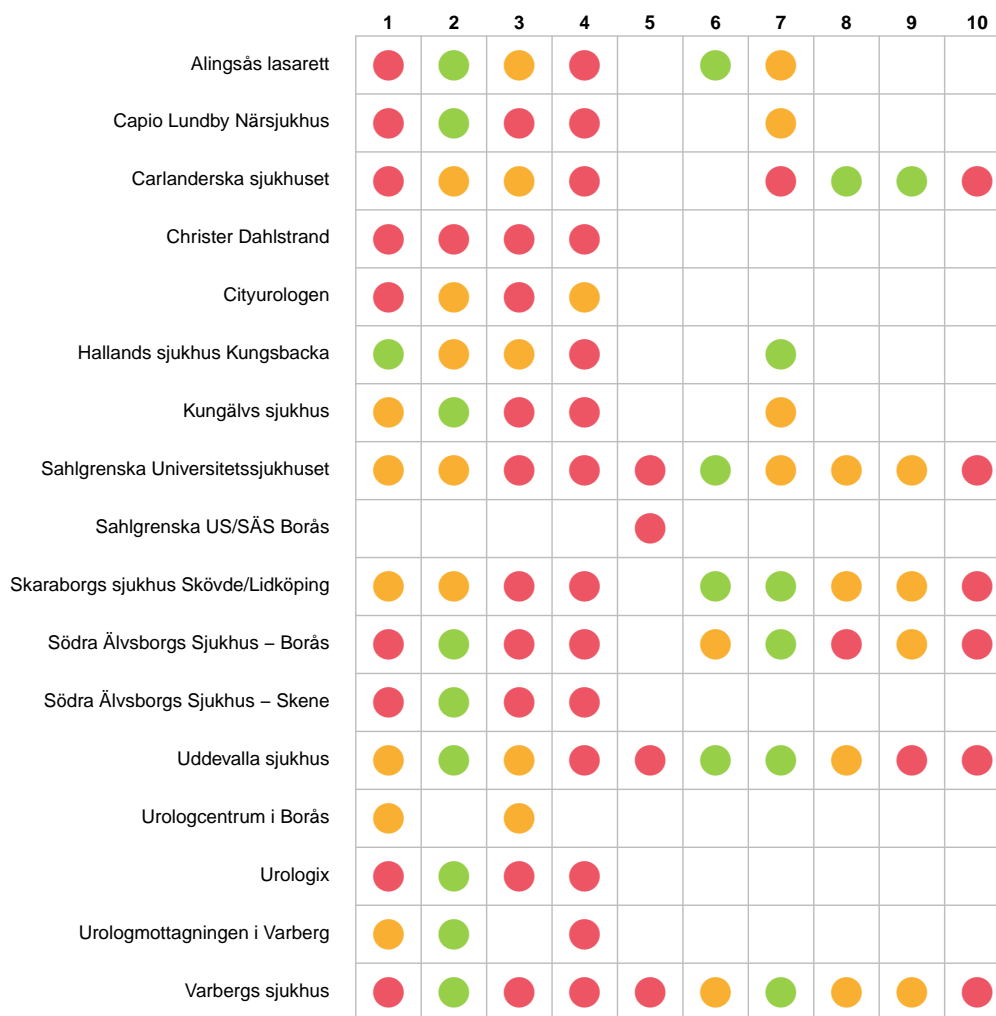 1 2 3 4 5 6 7 8 9 10
Alingsås lasarett
Capio Lundby Närsjukhus
Carlanderska sjukhuset
Christer Dahlstrand
Cityurologen
Hallands sjukhus Kungsbacka
Kungälvs sjukhus
Sahlgrenska Universitetssjukhuset
Sahlgrenska US/SÄS Borås
Skaraborgs sjukhus Skövde/Lidköping
Södra Älvsborgs Sjukhus – Borås
Södra Älvsborgs Sjukhus – Skene
Uddevalla sjukhus
Urologcentrum i Borås
Urologix
Urologmottagningen i Varberg
Varbergs sjukhus